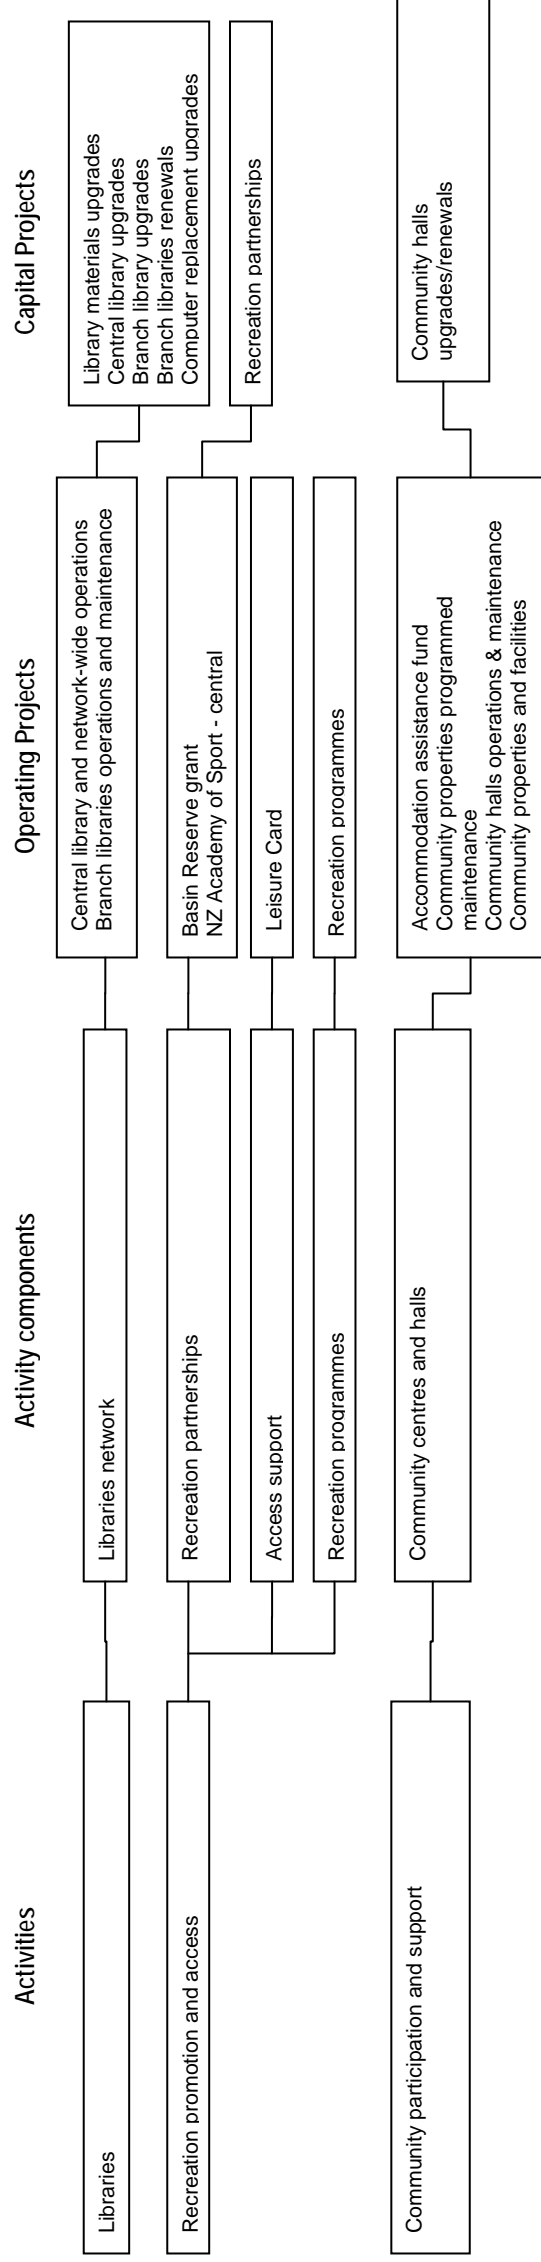 Activities
Activity components
Operating Projects
Capital Projects
Libraries
Libraries network
Central library and network-wide operations
Branch libraries operations and maintenance
Library materials upgrades
Central library upgrades
Branch library upgrades
Branch libraries renewals
Computer replacement upgrades
Recreation promotion and access
Recreation partnerships
Basin Reserve grant
NZ Academy of Sport - central
Recreation partnerships
Access support
Leisure Card
Recreation programmes
Recreation programmes
Community participation and support
Community centres and halls
Accommodation assistance fund
Community properties programmed
maintenance
Community halls operations & maintenance
Community properties and facilities
Community halls
upgrades/renewals